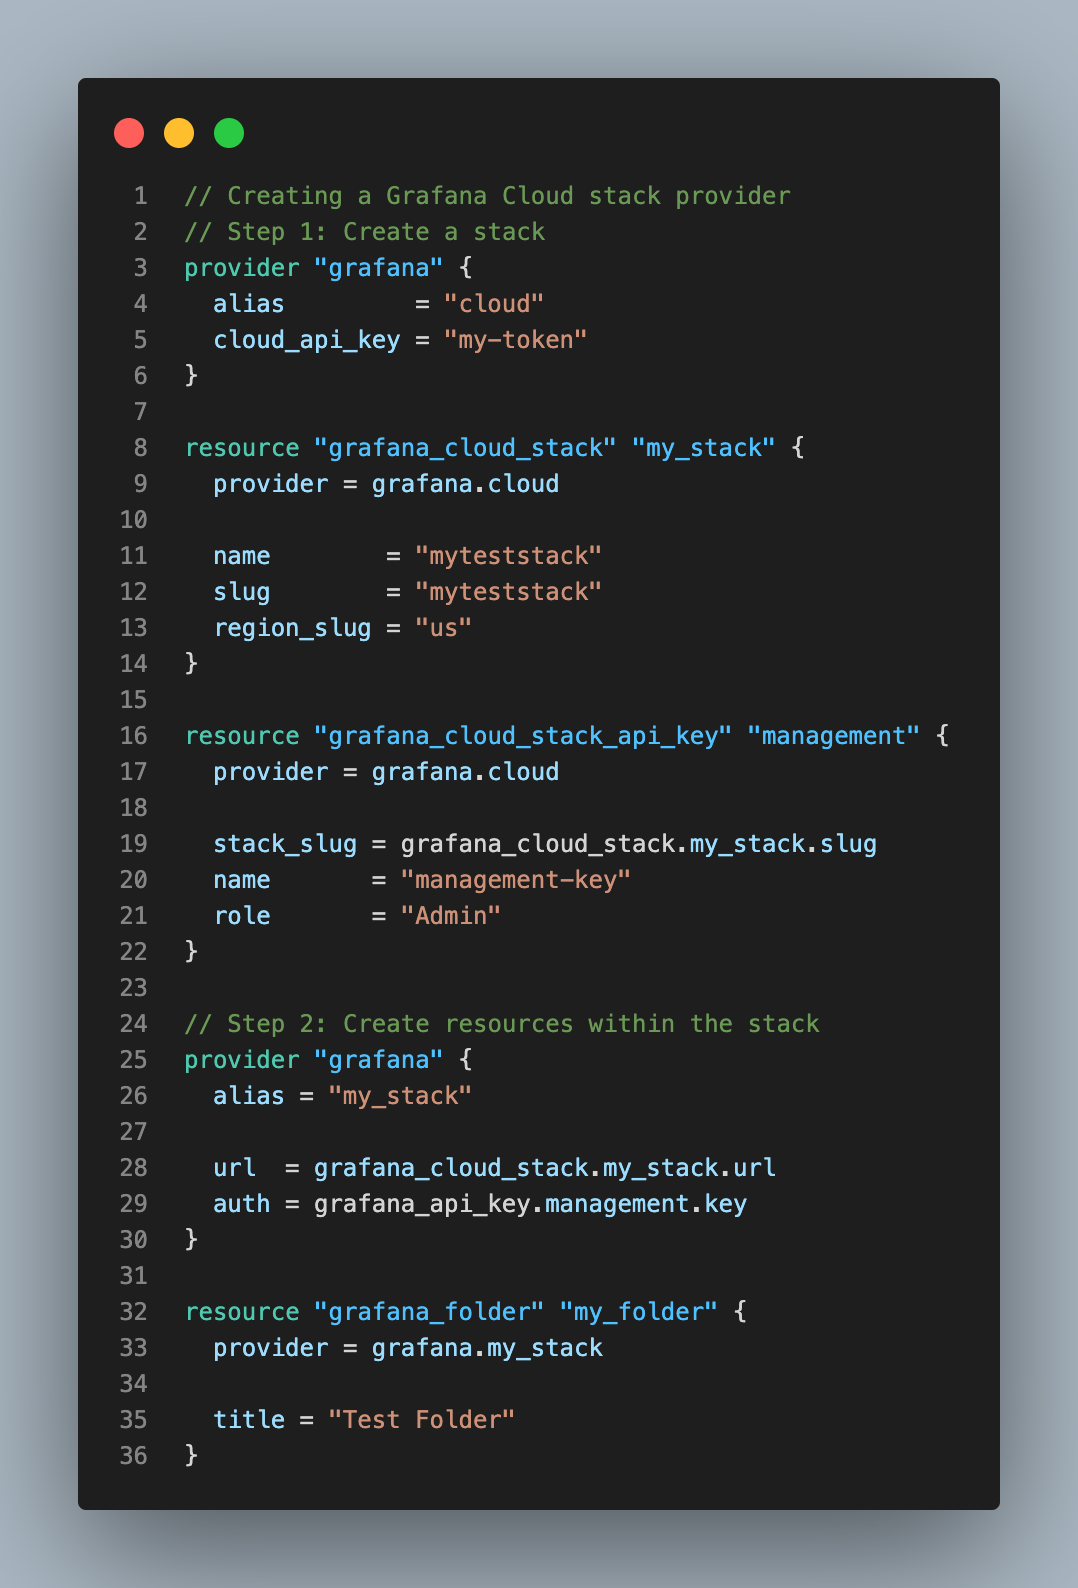 1 // Creating a Grafana Cloud stack provider
2 // Step 1: Create a stack
3 provider "grafana" {
4   alias         = "cloud"
5   cloud_api_key = "my-token"
6 }
7
8 resource "grafana_cloud_stack" "my_stack" {
9   provider = grafana.cloud
10
11   name        = "myteststack"
12   slug        = "myteststack"
13   region_slug = "us"
14 }
15
16 resource "grafana_cloud_stack_api_key" "management" {
17   provider = grafana.cloud
18
19   stack_slug = grafana_cloud_stack.my_stack.slug
20   name       = "management-key"
21   role       = "Admin"
22 }
23
24 // Step 2: Create resources within the stack
25 provider "grafana" {
26   alias = "my_stack"
27
28   url  = grafana_cloud_stack.my_stack.url
29   auth = grafana_api_key.management.key
30 }
31
32 resource "grafana_folder" "my_folder" {
33   provider = grafana.my_stack
34
35   title = "Test Folder"
36 }